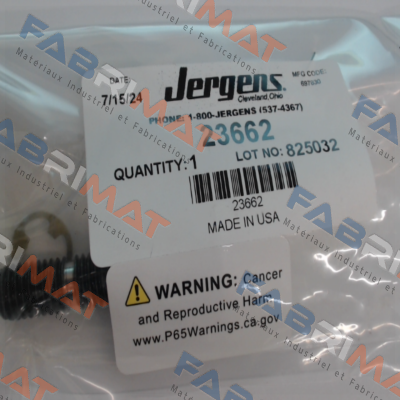 DATE
7/15/24
Jergens
Cleveland, Ohio
MFG CODE:
PHONE: 1-800-JERGENS (537-4367)
23662
QUANTITY: 1
LOT NO: 825032
23662
MADE IN USA
WARNING: Cancer
and Reproductive Harm
www.P65Warnings.ca.gov
FABRIMAT
Materiaux Industriel et Fabrications